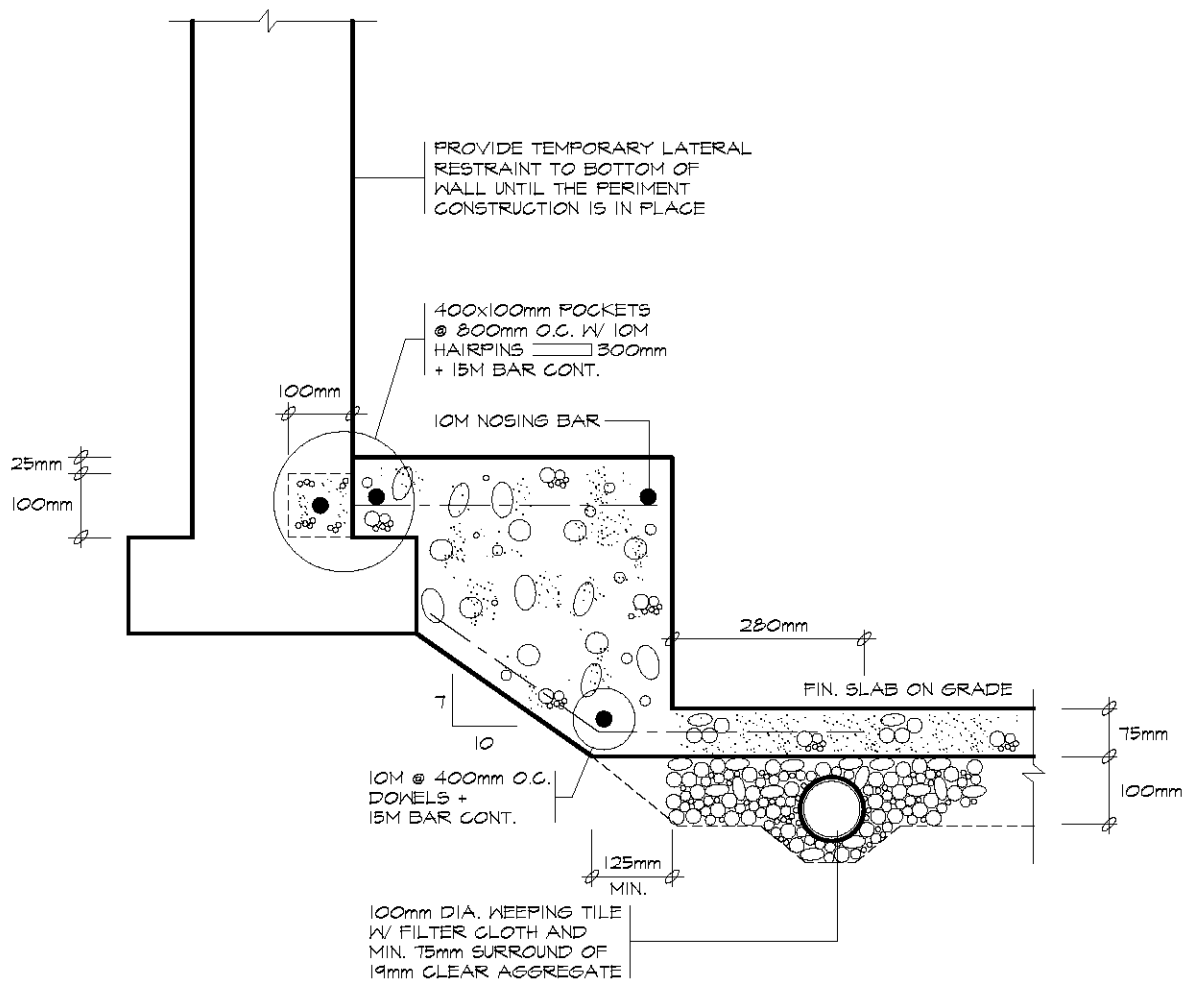 PROVIDE TEMPORARY LATERAL
RESTRAINT TO BOTTOM OF
WALL UNTIL THE PERIMENT
CONSTRUCTION IS IN PLACE
400x100mm POCKETS
@ 800mm O.C. W/ 10M
HAIRPINS 300mm
+ 15M BAR CONT.
100mm
10M NOSING BAR
25mm
100mm
280mm
FIN. SLAB ON GRADE
7
10
75mm
100mm
10M @ 400mm O.C.
DOWELS +
15M BAR CONT.
125mm
MIN.
100mm DIA. WEEPING TILE
W/ FILTER CLOTH AND
MIN. 75mm SURROUND OF
19mm CLEAR AGGREGATE